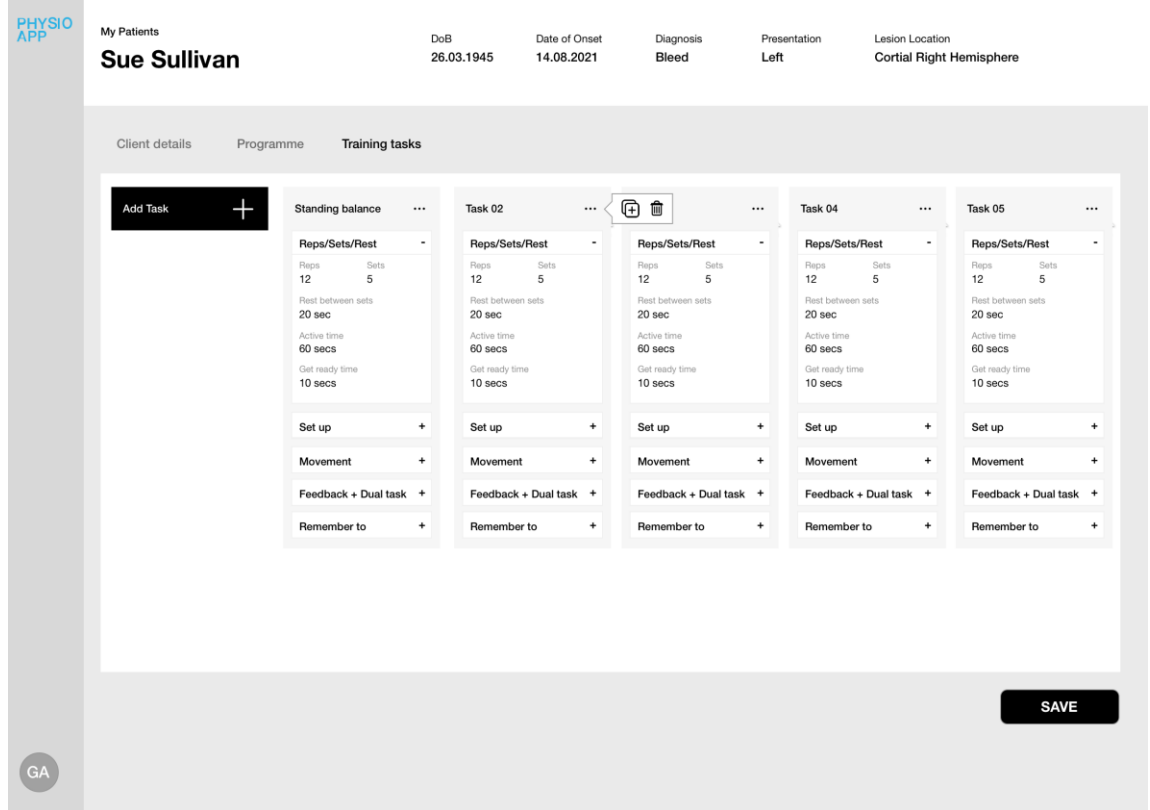 PHYSIO
APP
My Patients
Sue Sullivan
DoB
26.03.1945
Date of Onset
14.08.2021
Diagnosis
Bleed
Presentation
Left
Lesion Location
Cortial Right Hemisphere
Client details Programme Training tasks
Add Task +
Standing balance ...
Reps/Sets/Rest -
Reps Sets
12 5
Rest between sets
20 sec
Active time
60 secs
Get ready time
10 secs
Set up +
Movement +
Feedback + Dual task +
Remember to +
Task 02 ...
Reps/Sets/Rest -
Reps Sets
12 5
Rest between sets
20 sec
Active time
60 secs
Get ready time
10 secs
Set up +
Movement +
Feedback + Dual task +
Remember to +
...
Reps/Sets/Rest -
Reps Sets
12 5
Rest between sets
20 sec
Active time
60 secs
Get ready time
10 secs
Set up +
Movement +
Feedback + Dual task +
Remember to +
Task 04 ...
Reps/Sets/Rest -
Reps Sets
12 5
Rest between sets
20 sec
Active time
60 secs
Get ready time
10 secs
Set up +
Movement +
Feedback + Dual task +
Remember to +
Task 05 ...
Reps/Sets/Rest -
Reps Sets
12 5
Rest between sets
20 sec
Active time
60 secs
Get ready time
10 secs
Set up +
Movement +
Feedback + Dual task +
Remember to +
SAVE
GA